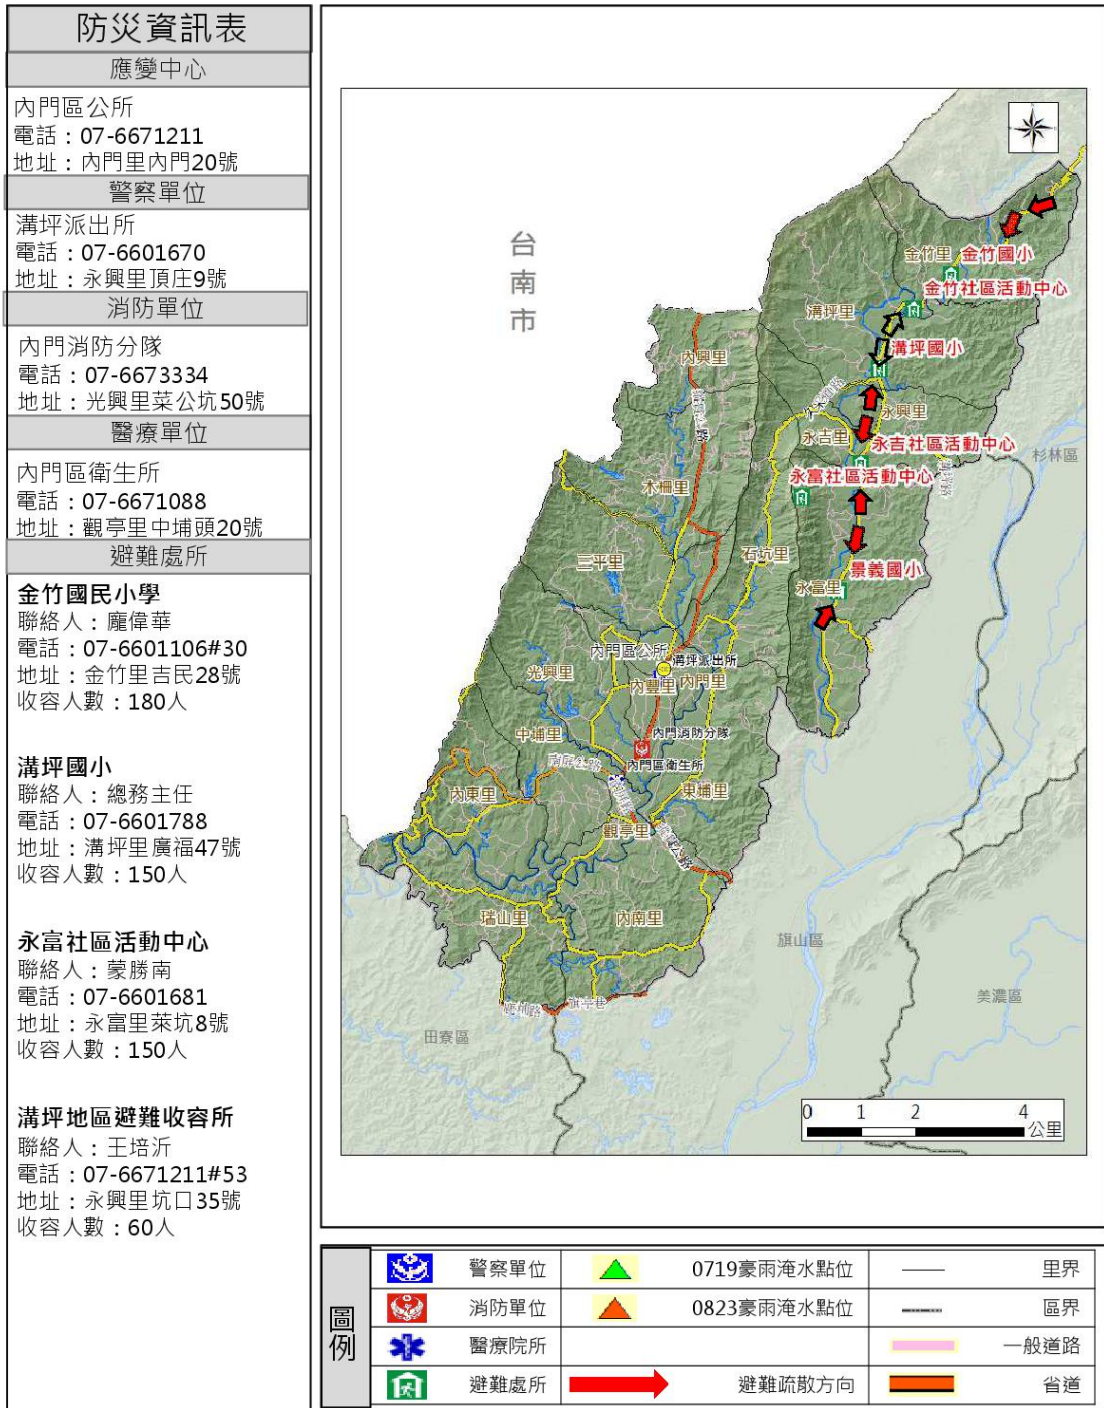 防災資訊表
應變中心
內門區公所
電話：07-6671211
地址：內門里內門20號
警察單位
溝坪派出所
電話：07-6601670
地址：永興里頂庄9號
消防單位
內門消防分隊
電話：07-6673334
地址：光興里菜公坑50號
醫療單位
內門區衛生所
電話：07-6671088
地址：觀亭里中埔頭20號
避難處所
金竹國民小學
聯絡人：龐偉華
電話：07-6601106#30
地址：金竹里吉民28號
收容人數：180人
溝坪國小
聯絡人：總務主任
電話：07-6601788
地址：溝坪里廣福47號
收容人數：150人
永富社區活動中心
聯絡人：蒙勝南
電話：07-6601681
地址：永富里萊坑8號
收容人數：150人
溝坪地區避難收容所
聯絡人：王培沂
電話：07-6671211#53
地址：永興里坑口35號
收容人數：60人
台南市
金竹里
金竹國小
金竹社區活動中心
溝坪里
溝坪國小
內興里
永興里
永吉里
永吉社區活動中心
杉林區
永富社區活動中心
木柵里
石坑里
三平里
景義國小
永富里
內門區公所
溝坪派出所
光興里
內豐里
內門里
中埔里
內門消防分隊
內門區衛生所
內東里
東埔里
觀亭里
瑞山里
內南里
旗山區
美濃區
田寮區
0 1 2 4
公里
圖例
警察單位
0719豪雨淹水點位
里界
消防單位
0823豪雨淹水點位
區界
醫療院所
一般道路
避難處所
避難疏散方向
省道